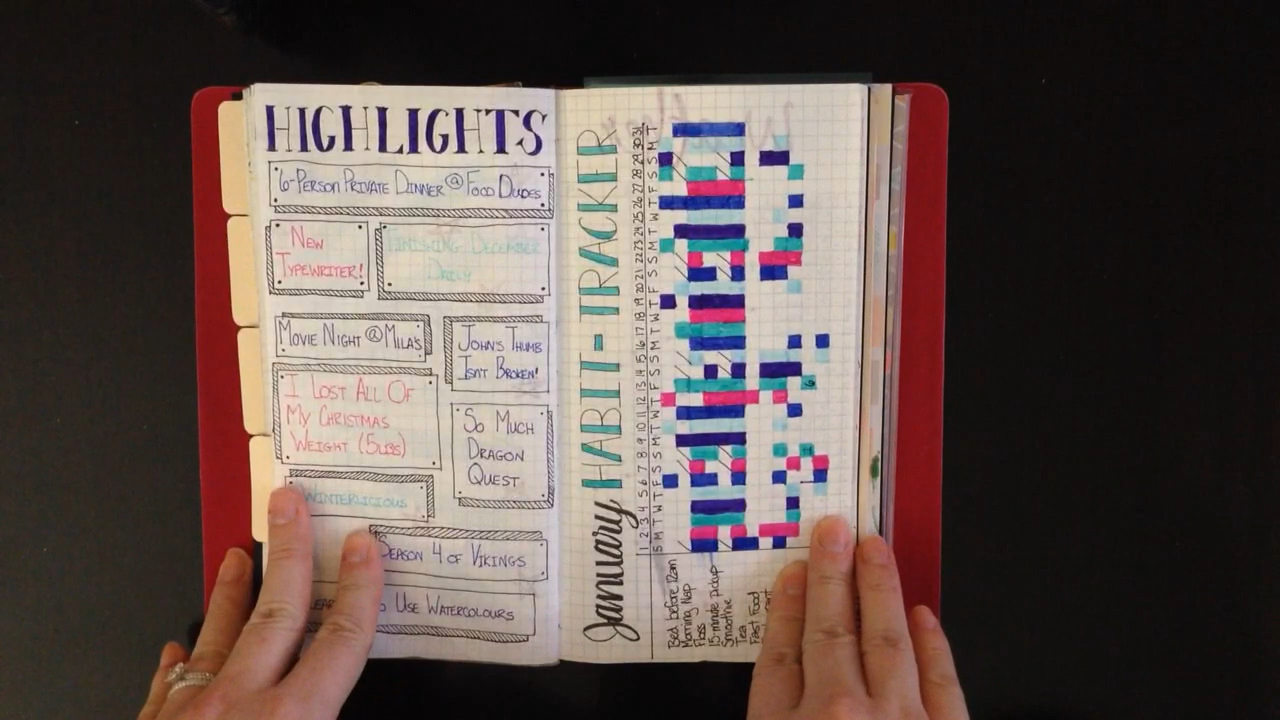 HIGHLIGHTS
6-PERSON PRIVATE DINNER @ FOOD DUDES
NEW
TYPEWRITER!
FINISHING DECEMBER
DAILY
MOVIE NIGHT @ MILA'S
JOHN'S THUMB
ISN'T BROKEN!
I LOST ALL OF
MY CHRISTMAS
WEIGHT (5LBS)
SO MUCH
DRAGON
QUEST
WINTERLICIOUS
SEASON 4 OF VIKINGS
USE WATERCOLOURS
January HABIT-TRACKER
1 2 3 4 5 6 7 8 9 10 11 12 13 14 15 16 17 18 19 20 21 22 23 24 25 26 27 28 29 30 31
S M T W T F S S M T W T F S S M T W T F S S M T W T F S S M T
Bed before 12am
Morning Nap
Floss
15-minute pickup
Smoothie
Tea
Fast Food